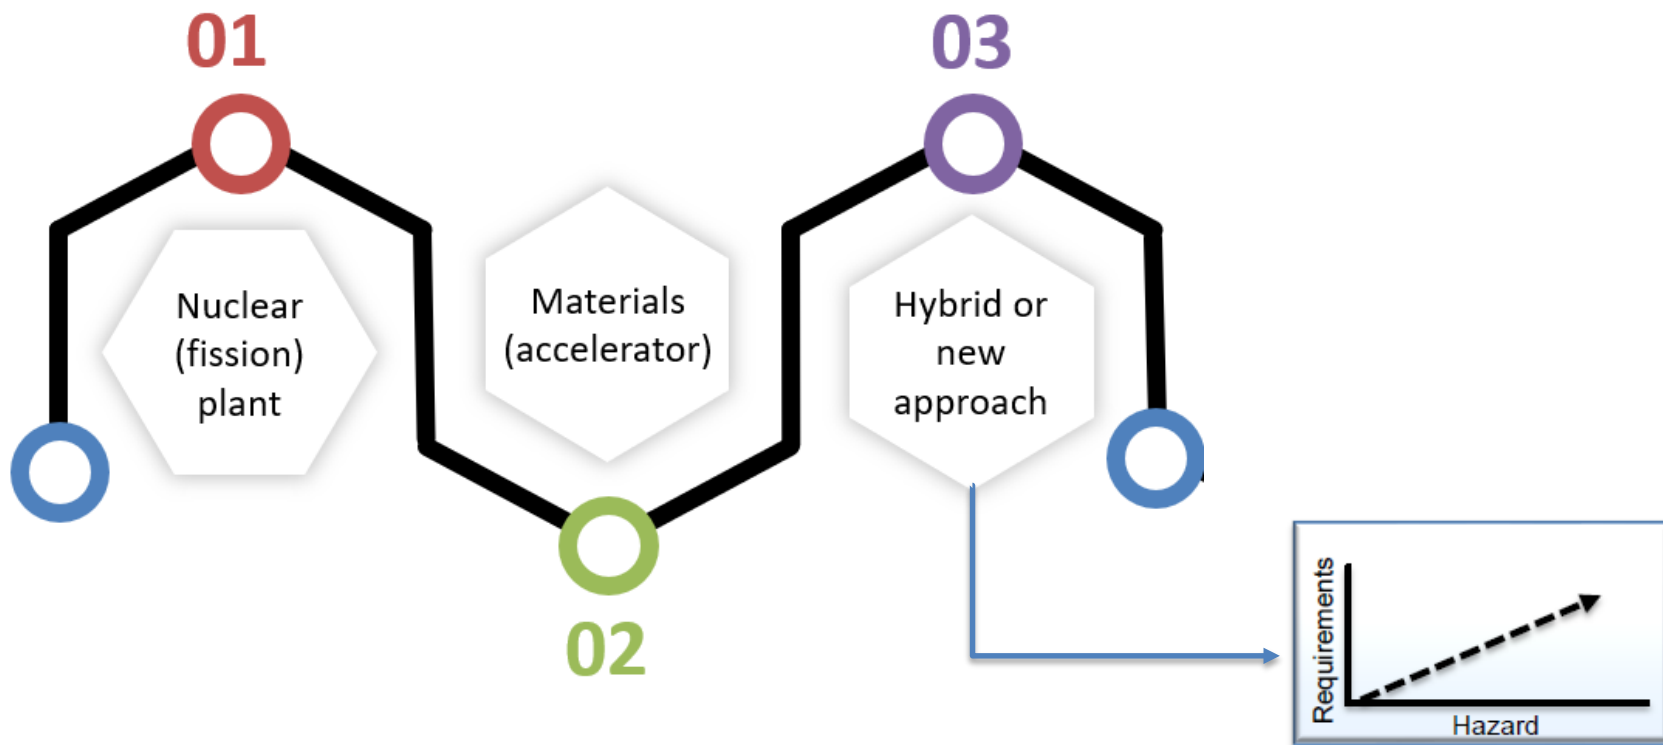 01
03
Nuclear
(fission)
plant
Materials
(accelerator)
Hybrid or
new
approach
02
Requirements
Hazard